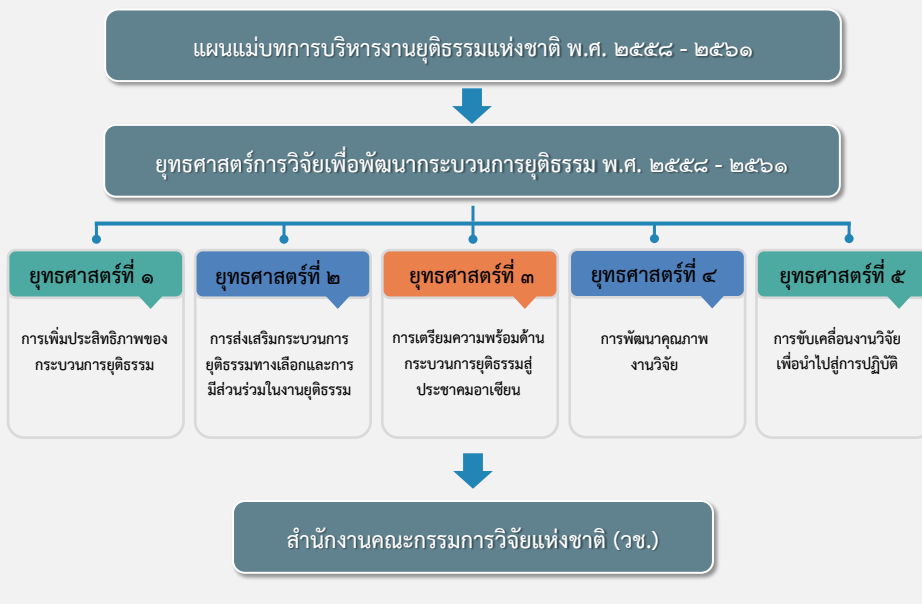 แผนแม่บทการบริหารงานยุติธรรมแห่งชาติ พ.ศ. ๒๕๕๘ - ๒๕๖๑
ยุทธศาสตร์การวิจัยเพื่อพัฒนากระบวนการยุติธรรม พ.ศ. ๒๕๕๘ - ๒๕๖๑
ยุทธศาสตร์ที่ ๑
การเพิ่มประสิทธิภาพของ
กระบวนการยุติธรรม
ยุทธศาสตร์ที่ ๒
การส่งเสริมกระบวนการ
ยุติธรรมทางเลือกและการ
มีส่วนร่วมในงานยุติธรรม
ยุทธศาสตร์ที่ ๓
การเตรียมความพร้อมด้าน
กระบวนการยุติธรรมสู่
ประชาคมอาเซียน
ยุทธศาสตร์ที่ ๔
การพัฒนาคุณภาพ
งานวิจัย
ยุทธศาสตร์ที่ ๕
การขับเคลื่อนงานวิจัย
เพื่อนำไปสู่การปฏิบัติ
สำนักงานคณะกรรมการวิจัยแห่งชาติ (วช.)